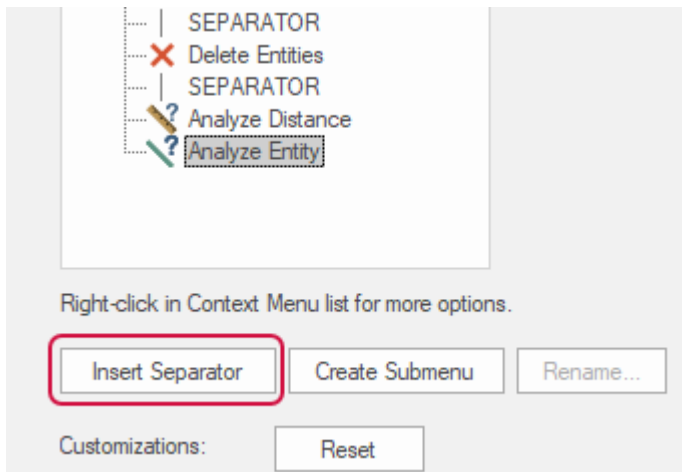 SEPARATOR
Delete Entities
SEPARATOR
Analyze Distance
Analyze Entity
Right-click in Context Menu list for more options.
Insert Separator Create Submenu Rename...
Customizations: Reset